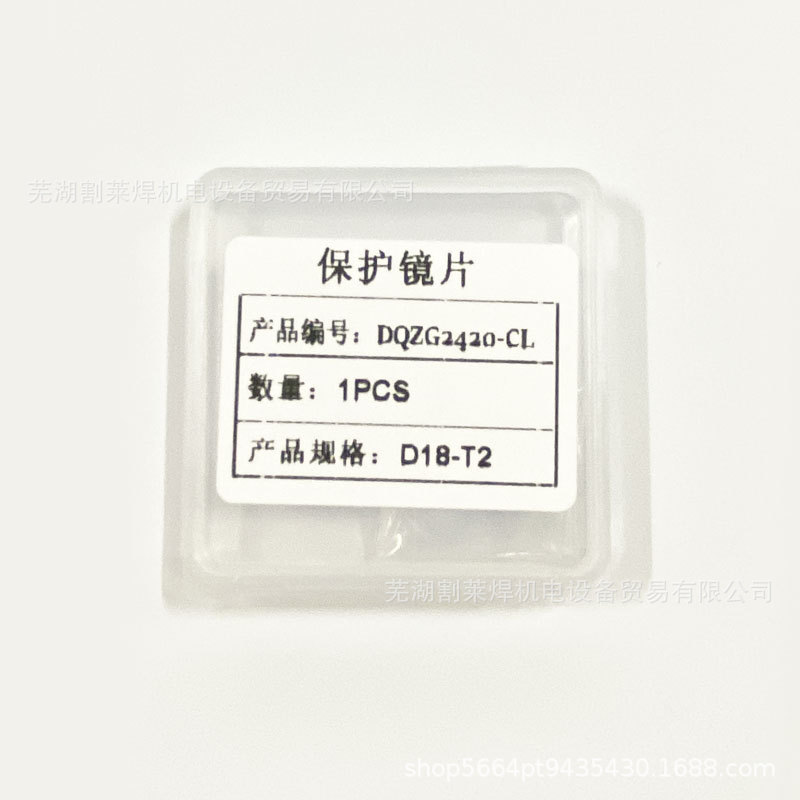 芜湖割莱焊机电设备贸易有限公司
保护镜片
产品编号：DQZG2420-CL
数量：1PCS
产品规格：D18-T2
芜湖割莱焊机电设备贸易有限公司
shop5664pt9435430.1688.com